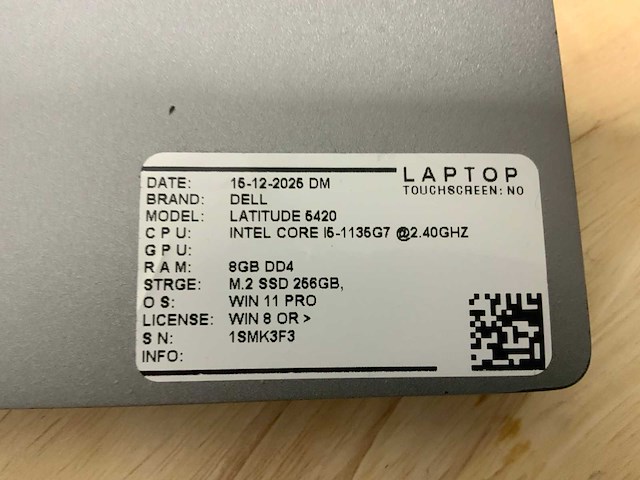 LAPTOP
TOUCHSCREEN: NO
DATE: 15-12-2025 DM
BRAND: DELL
MODEL: LATITUDE 5420
CPU: INTEL CORE I5-1135G7 @2.40GHZ
GPU:
RAM: 8GB DD4
STRGE: M.2 SSD 256GB,
OS: WIN 11 PRO
LICENSE: WIN 8 OR >
SN: 1SMK3F3
INFO: